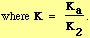 where K = Ka/K2.